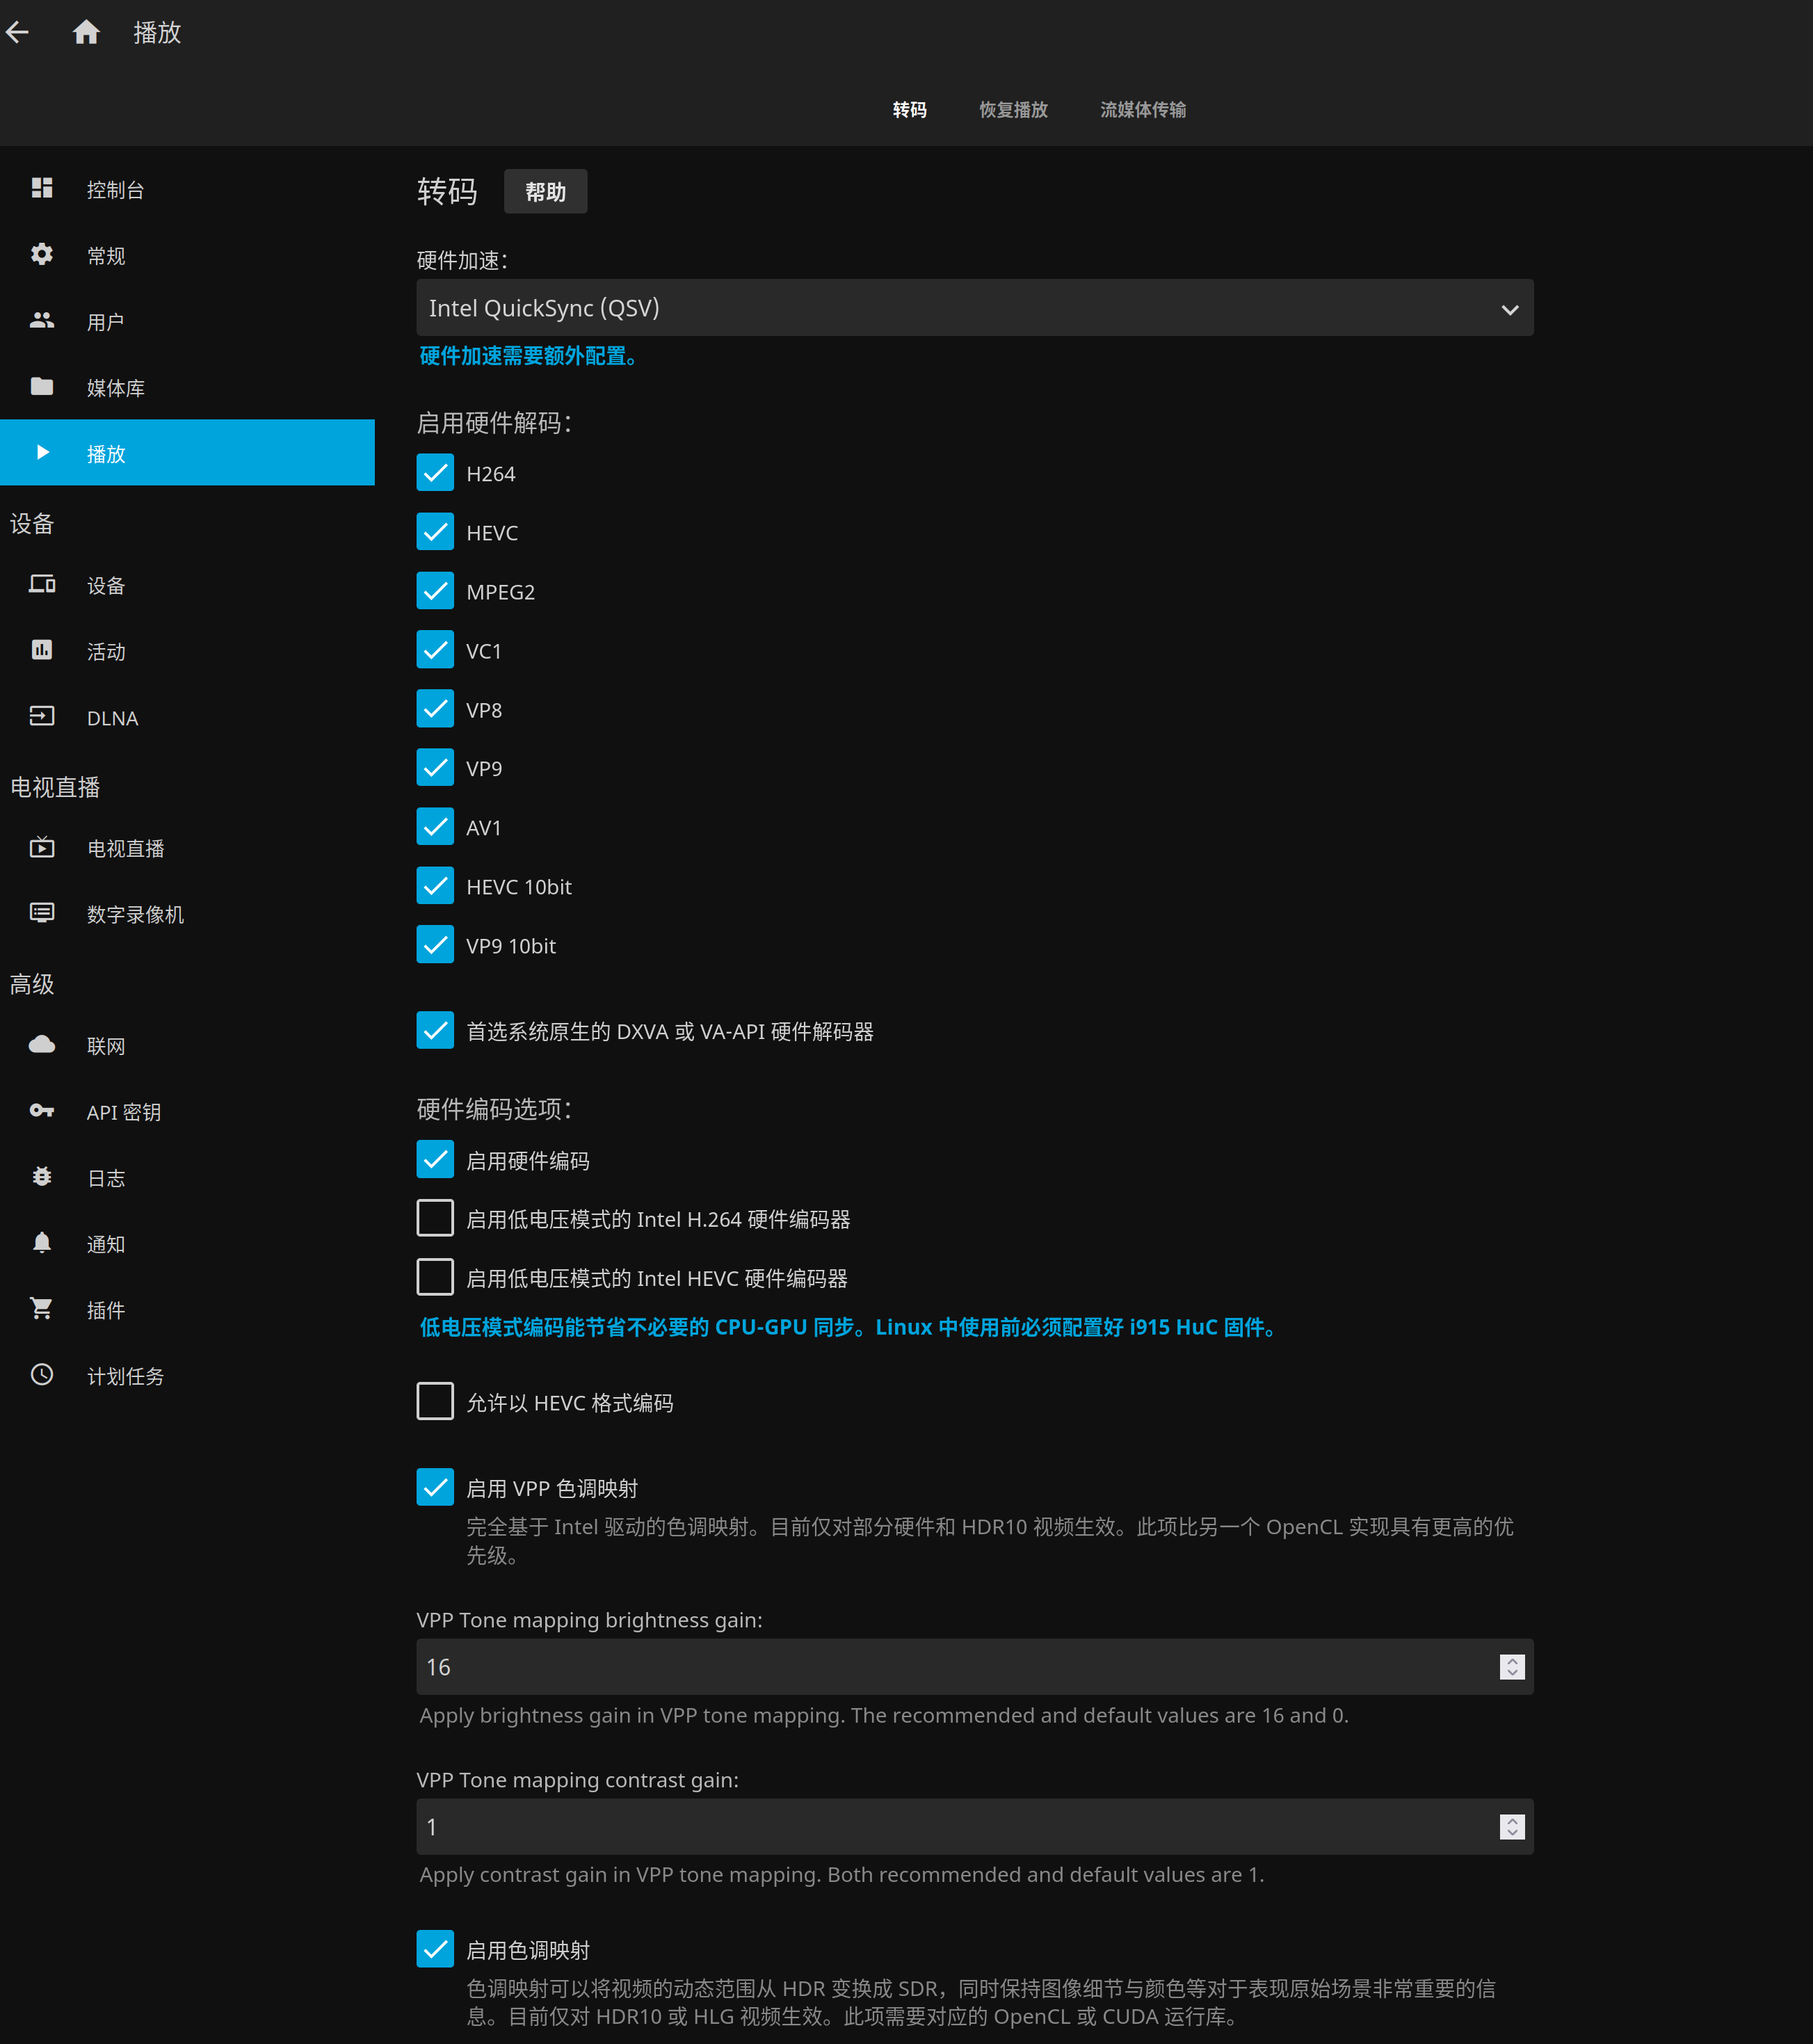 播放
转码
恢复播放
流媒体传输
控制台
常规
用户
媒体库
播放
设备
设备
活动
DLNA
电视直播
电视直播
数字录像机
高级
联网
API 密钥
日志
通知
插件
计划任务
转码
帮助
硬件加速：
Intel QuickSync (QSV)
硬件加速需要额外配置。
启用硬件解码：
H264
HEVC
MPEG2
VC1
VP8
VP9
AV1
HEVC 10bit
VP9 10bit
首选系统原生的 DXVA 或 VA-API 硬件解码器
硬件编码选项：
启用硬件编码
启用低电压模式的 Intel H.264 硬件编码器
启用低电压模式的 Intel HEVC 硬件编码器
低电压模式编码能节省不必要的 CPU-GPU 同步。Linux 中使用前必须配置好 i915 HuC 固件。
允许以 HEVC 格式编码
启用 VPP 色调映射
完全基于 Intel 驱动的色调映射。目前仅对部分硬件和 HDR10 视频生效。此项比另一个 OpenCL 实现具有更高的优
先级。
VPP Tone mapping brightness gain:
16
Apply brightness gain in VPP tone mapping. The recommended and default values are 16 and 0.
VPP Tone mapping contrast gain:
1
Apply contrast gain in VPP tone mapping. Both recommended and default values are 1.
启用色调映射
色调映射可以将视频的动态范围从 HDR 变换成 SDR，同时保持图像细节与颜色等对于表现原始场景非常重要的信
息。目前仅对 HDR10 或 HLG 视频生效。此项需要对应的 OpenCL 或 CUDA 运行库。